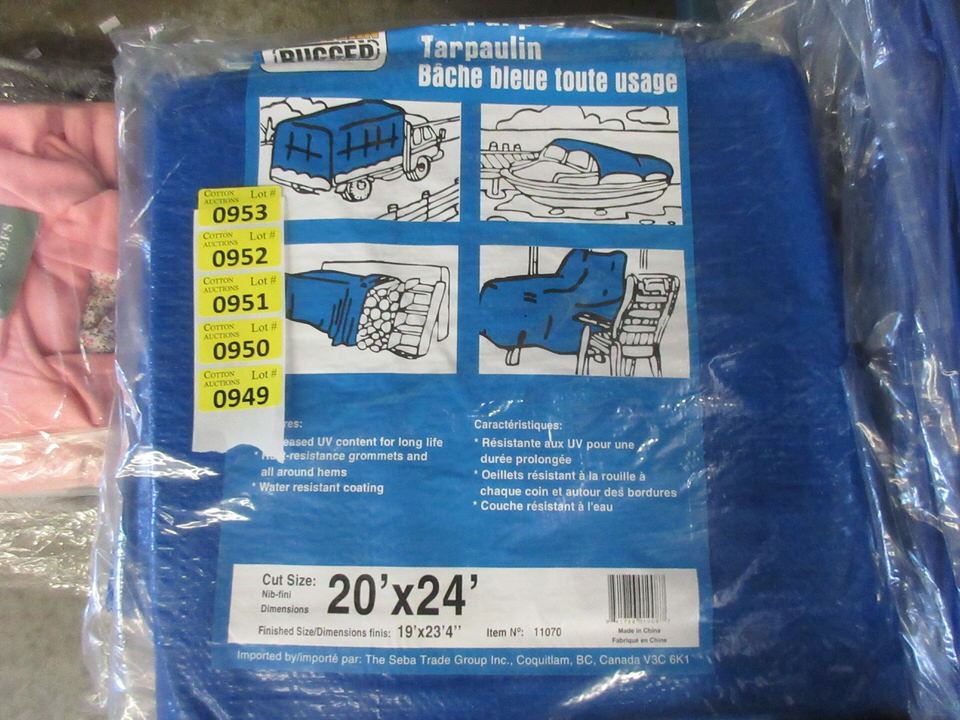 RUGGED
Tarpaulin
Bâche bleue toute usage
COTTON AUCTIONS Lot #
0953
COTTON AUCTIONS Lot #
0952
COTTON AUCTIONS Lot #
0951
COTTON AUCTIONS Lot #
0950
COTTON AUCTIONS Lot #
0949
Caractéristiques:
UV content for long life
* Résistante aux UV pour une
durée prolongée
grommets and
all around hems
* Oeillets résistant à la rouille à
chaque coin et autour des bordures
* Water resistant coating
* Couche résistant à l'eau
Cut Size:
Nib-fini
Dimensions
20'x24'
Finished Size/Dimensions finis: 19'x23'4"
Item Nº: 11070
Made in China
Fabriqué en Chine
Imported by/importé par: The Seba Trade Group Inc., Coquitlam, BC, Canada V3C 6K1